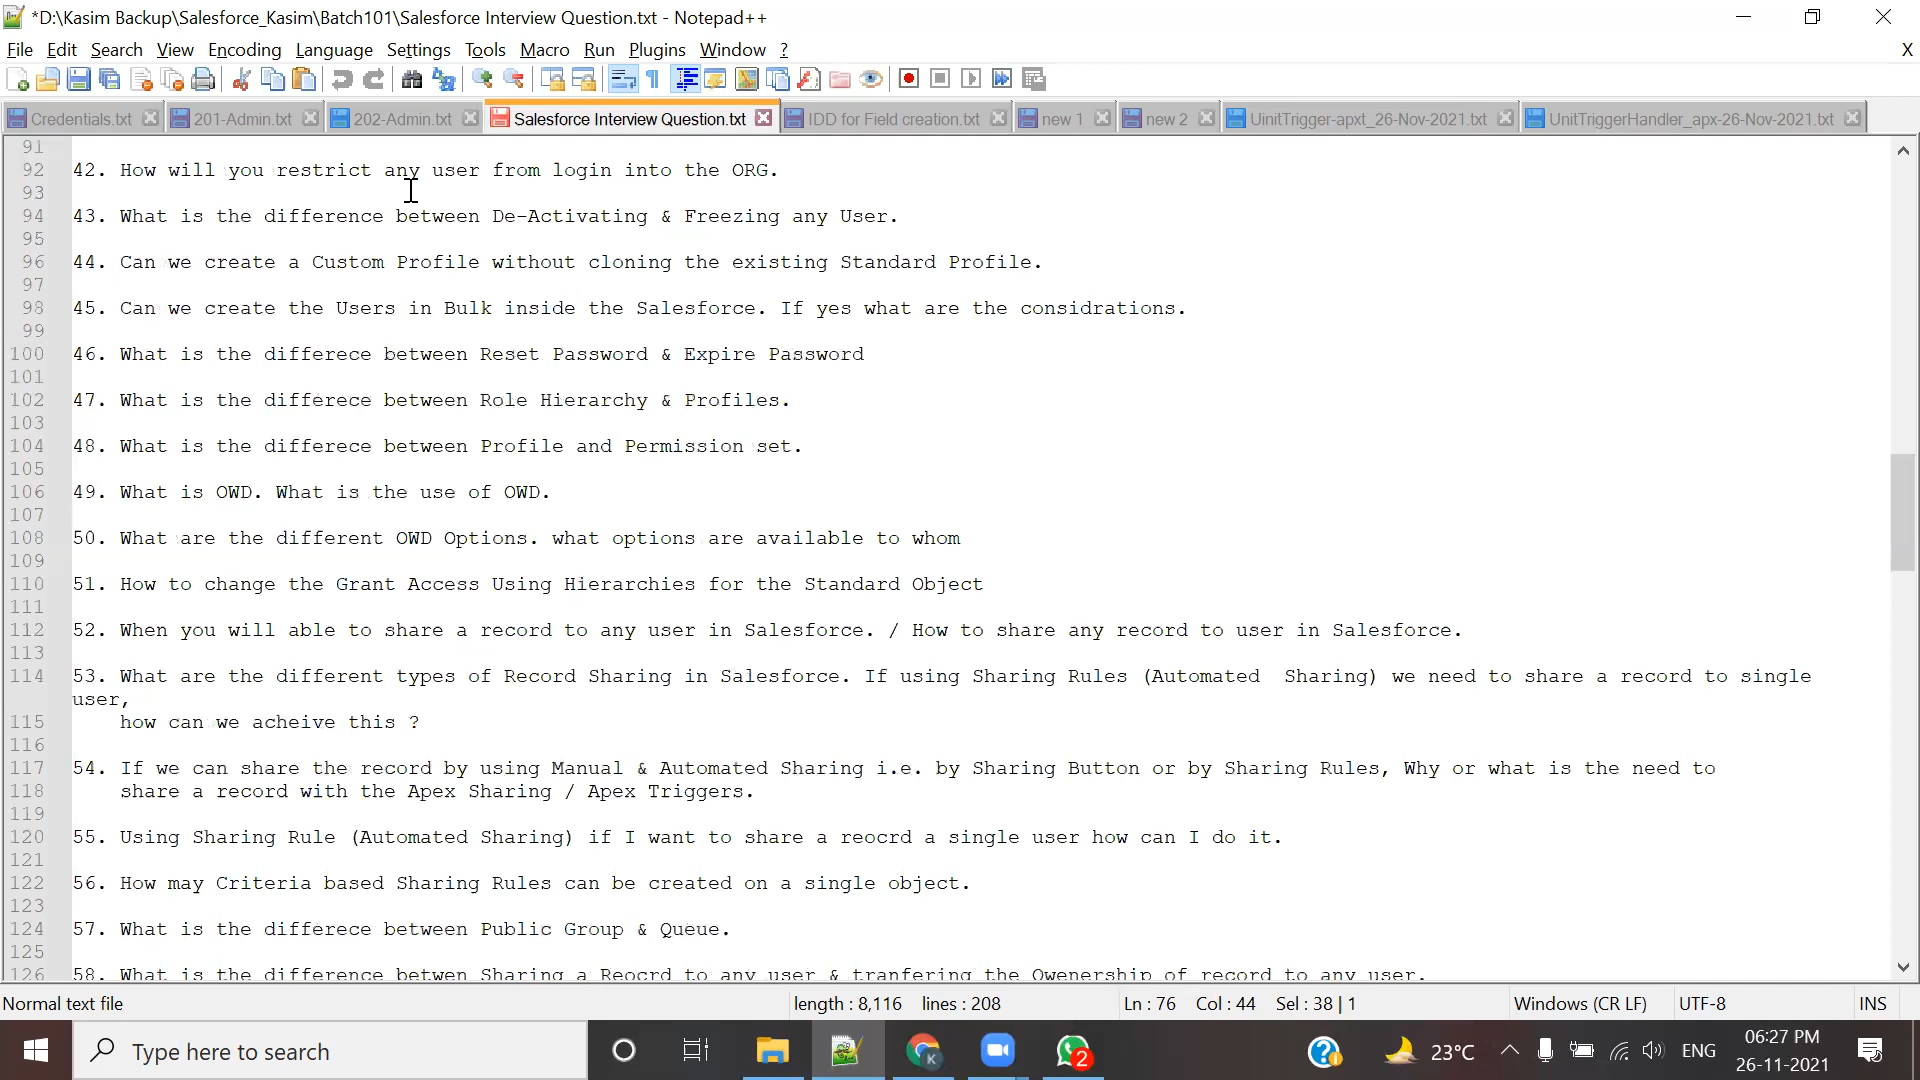 *D:\Kasim Backup\Salesforce_Kasim\Batch101\Salesforce Interview Question.txt - Notepad++
File Edit Search View Encoding Language Settings Tools Macro Run Plugins Window ? X
Credentials.txt 201-Admin.txt 202-Admin.txt Salesforce Interview Question.txt IDD for Field creation.txt new 1 new 2 UinitTrigger-apxt_26-Nov-2021.txt UnitTriggerHandler_apx-26-Nov-2021.txt
91
92 42. How will you restrict any user from login into the ORG.
93
94 43. What is the difference between De-Activating & Freezing any User.
95
96 44. Can we create a Custom Profile without cloning the existing Standard Profile.
97
98 45. Can we create the Users in Bulk inside the Salesforce. If yes what are the considrations.
99
100 46. What is the differece between Reset Password & Expire Password
101
102 47. What is the differece between Role Hierarchy & Profiles.
103
104 48. What is the differece between Profile and Permission set.
105
106 49. What is OWD. What is the use of OWD.
107
108 50. What are the different OWD Options. what options are available to whom
109
110 51. How to change the Grant Access Using Hierarchies for the Standard Object
111
112 52. When you will able to share a record to any user in Salesforce. / How to share any record to user in Salesforce.
113
114 53. What are the different types of Record Sharing in Salesforce. If using Sharing Rules (Automated  Sharing) we need to share a record to single
user,
115 how can we acheive this ?
116
117 54. If we can share the record by using Manual & Automated Sharing i.e. by Sharing Button or by Sharing Rules, Why or what is the need to
118 share a record with the Apex Sharing / Apex Triggers.
119
120 55. Using Sharing Rule (Automated Sharing) if I want to share a reocrd a single user how can I do it.
121
122 56. How may Criteria based Sharing Rules can be created on a single object.
123
124 57. What is the differece between Public Group & Queue.
125
126 58. What is the difference betwen Sharing a Reocrd to any user & tranfering the Owenership of record to any user.
Normal text file length : 8,116 lines : 208 Ln : 76 Col : 44 Sel : 38 | 1 Windows (CR LF) UTF-8 INS
Type here to search 2 23°C ENG 06:27 PM
26-11-2021